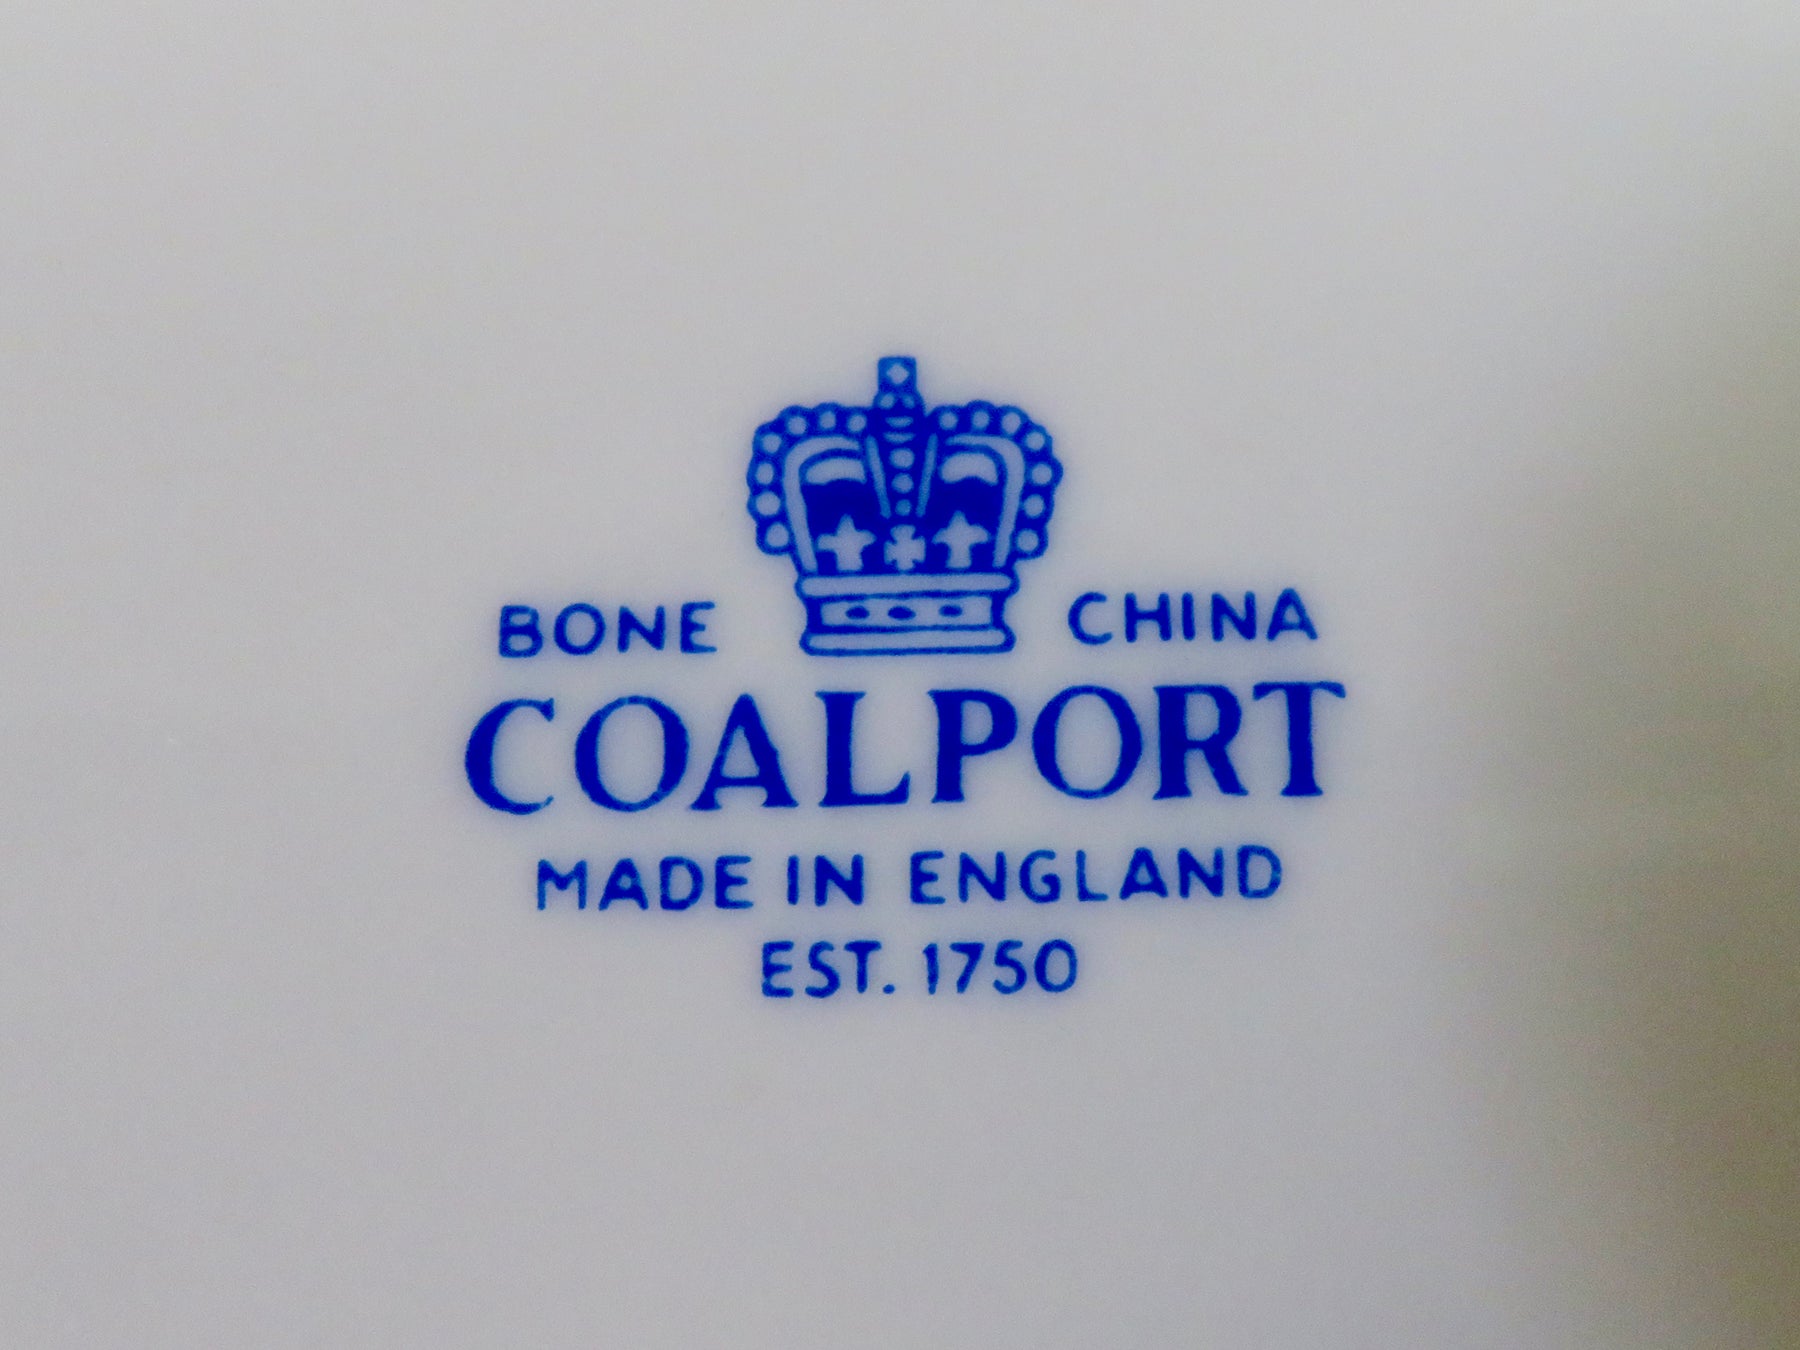 BONE CHINA
COALPORT
MADE IN ENGLAND
EST. 1750